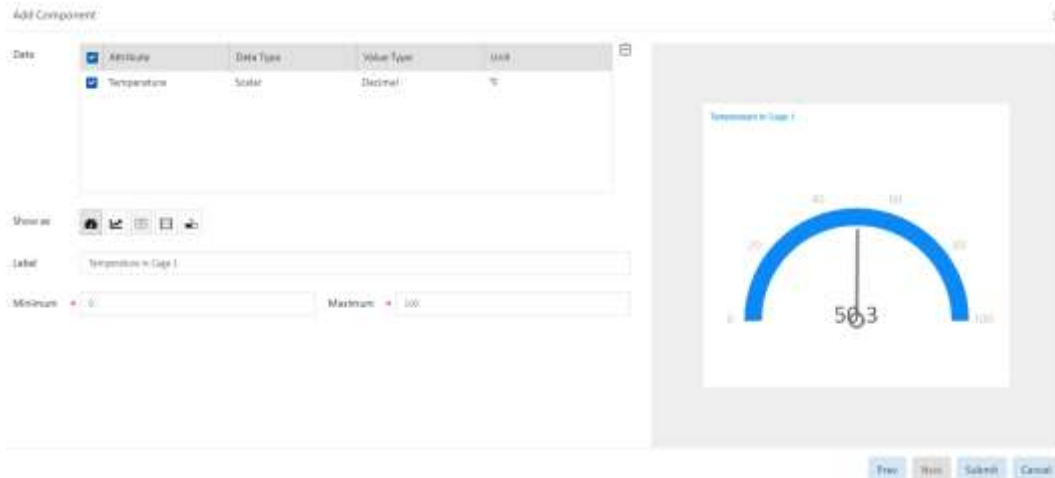 Add Component
Data
Attribute Data Type Value Type Unit
Temperature Scalar Decimal °C
Show as
Label Temperature in Cage 1
Minimum * 0 Maximum * 100
Temperature in Cage 1
40 60
20 80
0 50.3 100
Prev Next Submit Cancel